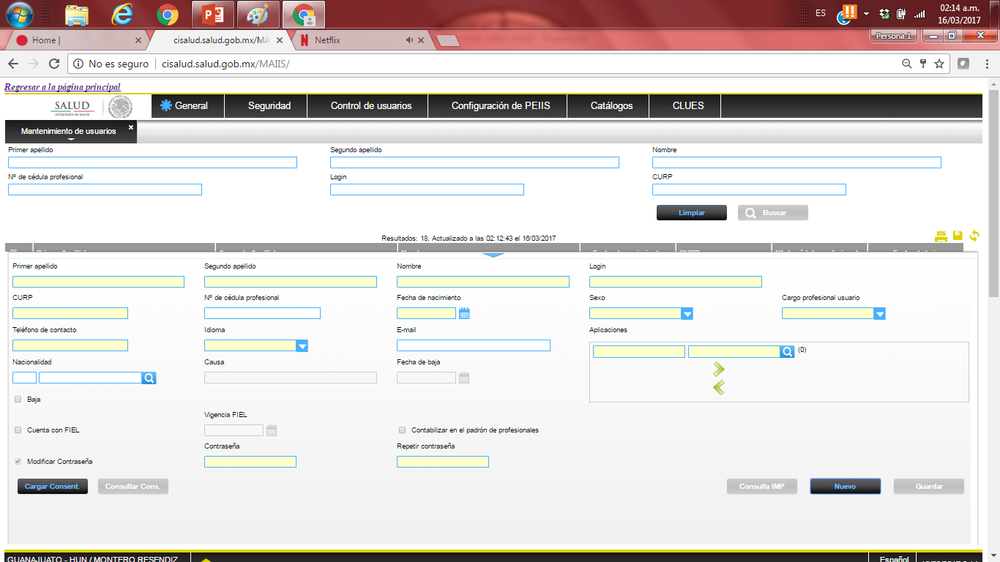 ES
02:14 a.m.
16/03/2017
Home |
cisalud.salud.gob.mx/MA
Netflix
Persona 1
No es seguro
cisalud.salud.gob.mx/MAIIS/
Regresar a la página principal
SALUD
SECRETARÍA DE SALUD
General
Seguridad
Control de usuarios
Configuración de PEIIS
Catálogos
CLUES
Mantenimiento de usuarios
Primer apellido
Segundo apellido
Nombre
Nº de cédula profesional
Login
CURP
Limpiar
Buscar
Resultados: 18, Actualizado a las 02:12:43 el 16/03/2017
Primer apellido
Segundo apellido
Nombre
Login
CURP
Nº de cédula profesional
Fecha de nacimiento
Sexo
Cargo profesional usuario
Teléfono de contacto
Idioma
E-mail
Aplicaciones
(0)
Nacionalidad
Causa
Fecha de baja
Baja
Vigencia FIEL
Cuenta con FIEL
Contabilizar en el padrón de profesionales
Contraseña
Repetir contraseña
Modificar Contraseña
Cargar Consent.
Consultar Cons.
Consulta IMP
Nuevo
Guardar
GUANAJUATO - HUN / MONTERO RESENDIZ
Español